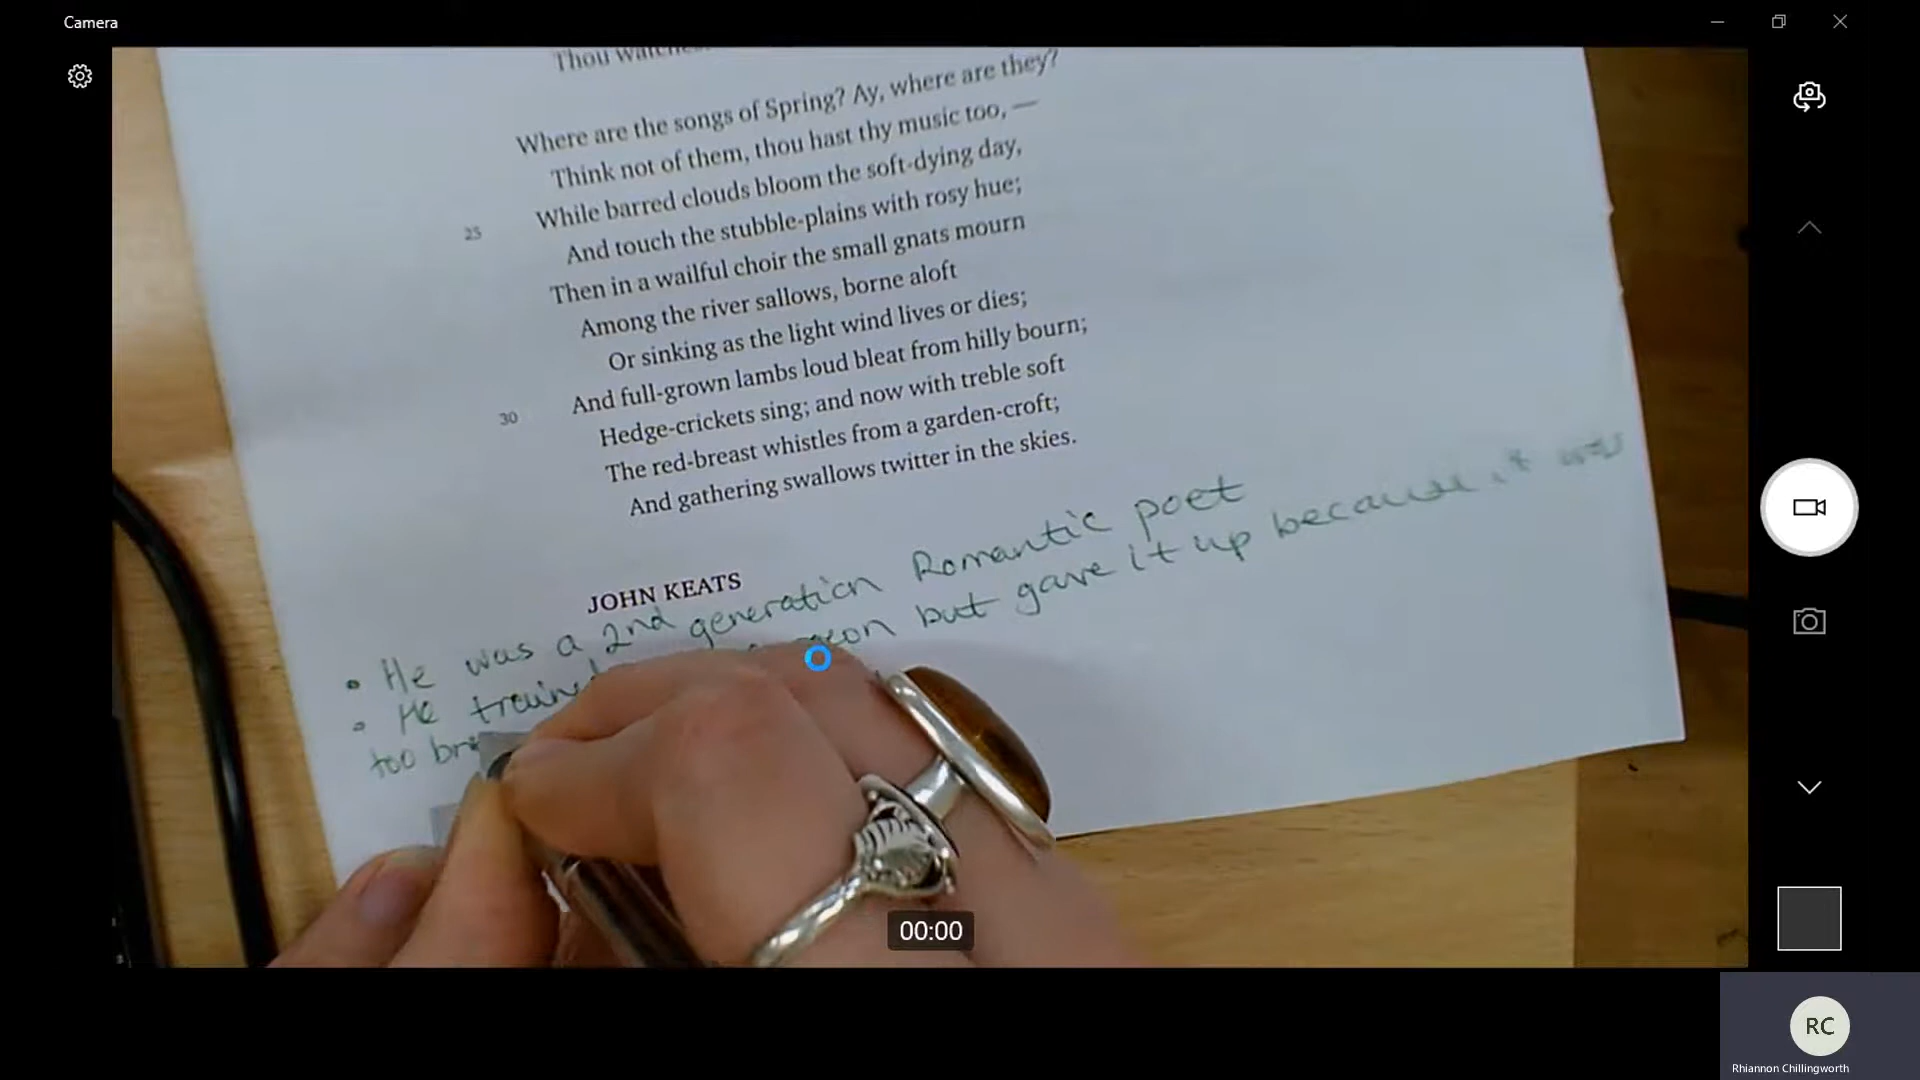 Camera
Thou
Where are the songs of Spring? Ay, where are they?
Think not of them, thou hast thy music too, —
While barred clouds bloom the soft-dying day,
25
And touch the stubble-plains with rosy hue;
Then in a wailful choir the small gnats mourn
Among the river sallows, borne aloft
Or sinking as the light wind lives or dies;
And full-grown lambs loud bleat from hilly bourn;
30
Hedge-crickets sing; and now with treble soft
The red-breast whistles from a garden-croft;
And gathering swallows twitter in the skies.
JOHN KEATS
• He was a 2nd generation Romantic poet
• He but gave it up because it was
too
00:00
RC
Rhiannon Chillingworth